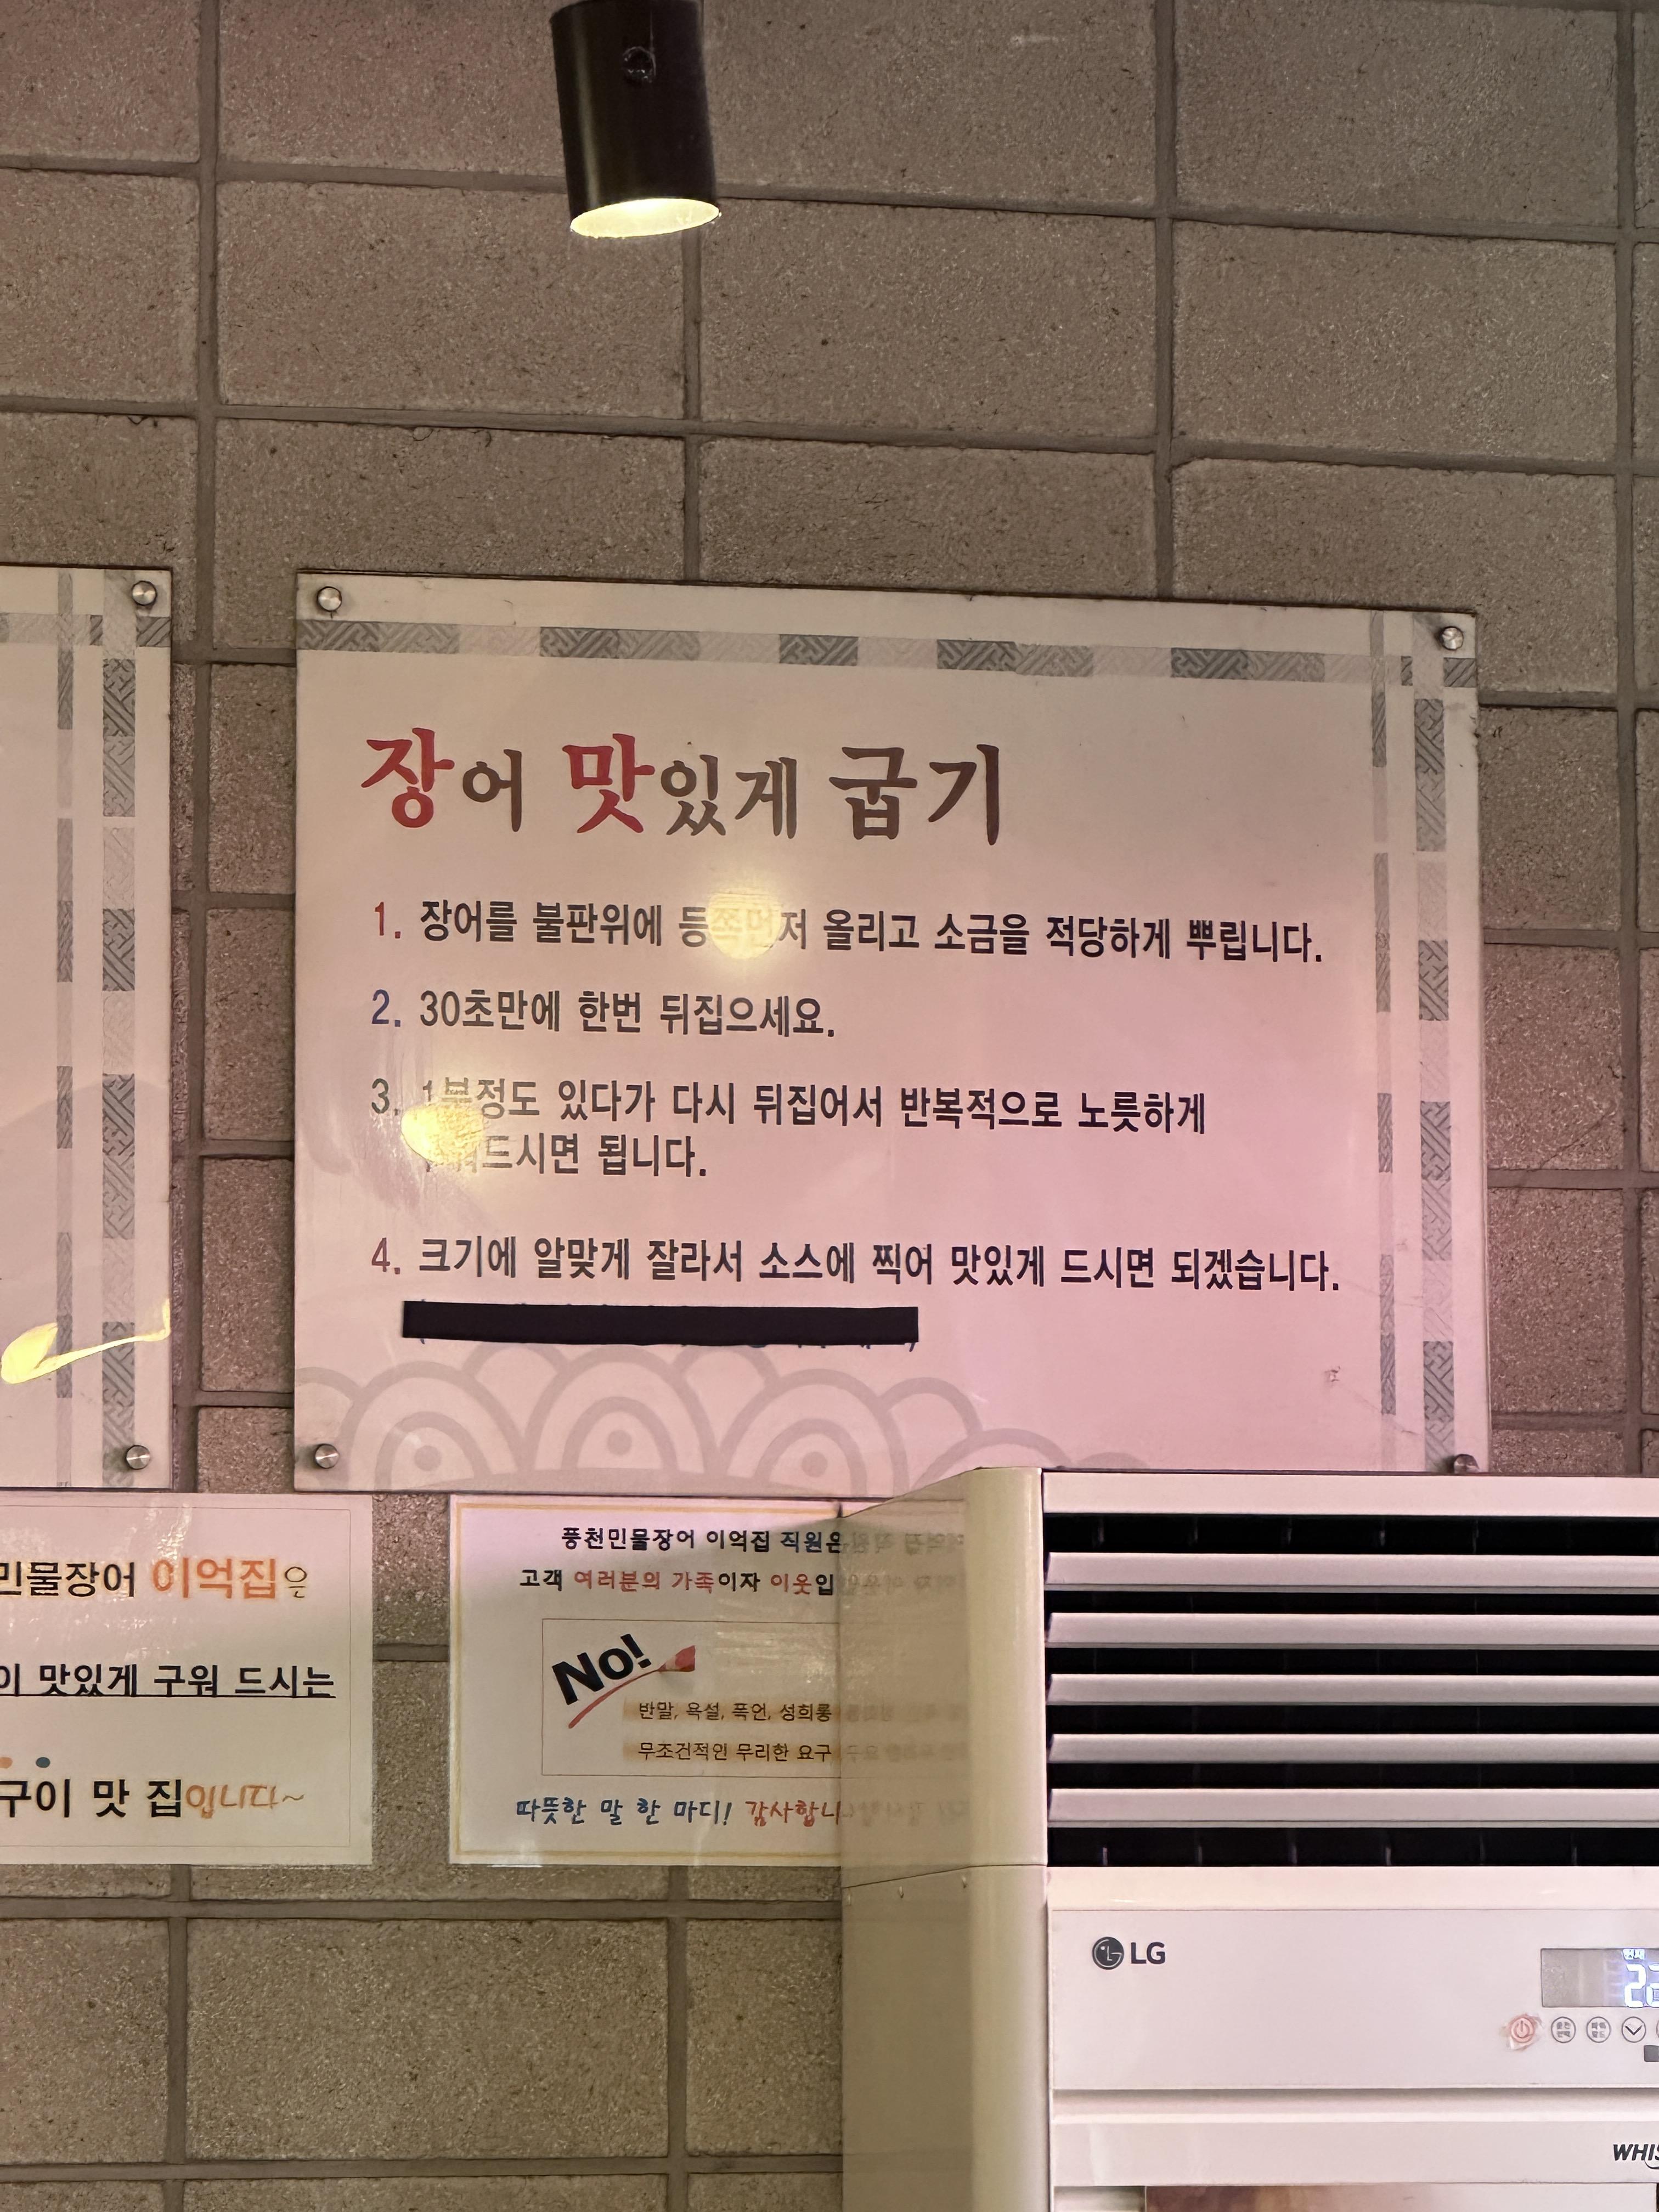 장어 맛있게 굽기
1. 장어를 불판위에 등쪽먼저 올리고 소금을 적당하게 뿌립니다.
2. 30초만에 한번 뒤집으세요.
3. 1분정도 있다가 다시 뒤집어서 반복적으로 노릇하게
드시면 됩니다.
4. 크기에 알맞게 잘라서 소스에 찍어 맛있게 드시면 되겠습니다.
민물장어 이억집은
이 맛있게 구워 드시는
구이 맛 집입니다~
풍천민물장어 이억집 직원은
고객 여러분의 가족이자 이웃입
No!
반말, 욕설, 폭언, 성희롱
무조건적인 무리한 요구
따뜻한 말 한 마디! 감사합니
LG
22
WHIS